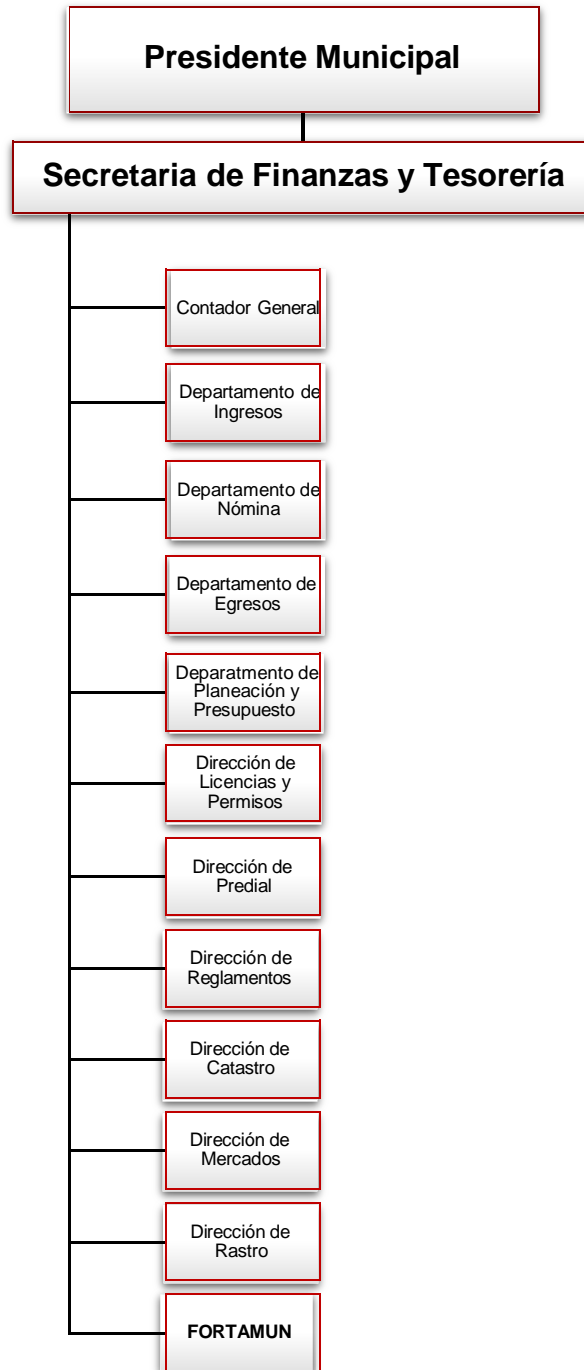 Presidente Municipal
Secretaria de Finanzas y Tesorería
Contador General
Departamento de
Ingresos
Departamento de
Nómina
Departamento de
Egresos
Deparatmento de
Planeación y
Presupuesto
Dirección de
Licencias y
Permisos
Dirección de
Predial
Dirección de
Reglamentos
Dirección de
Catastro
Dirección de
Mercados
Dirección de
Rastro
FORTAMUN